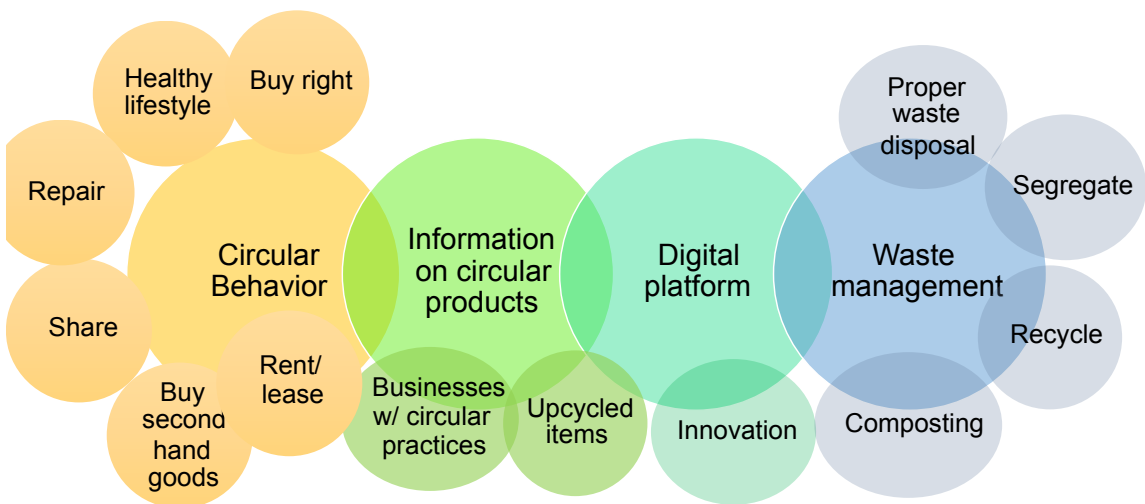 Healthy
lifestyle
Buy right
Repair
Share
Buy
second
hand
goods
Rent/
lease
Circular
Behavior
Information
on circular
products
Businesses
w/ circular
practices
Upcycled
items
Digital
platform
Innovation
Waste
management
Proper
waste
disposal
Segregate
Recycle
Composting